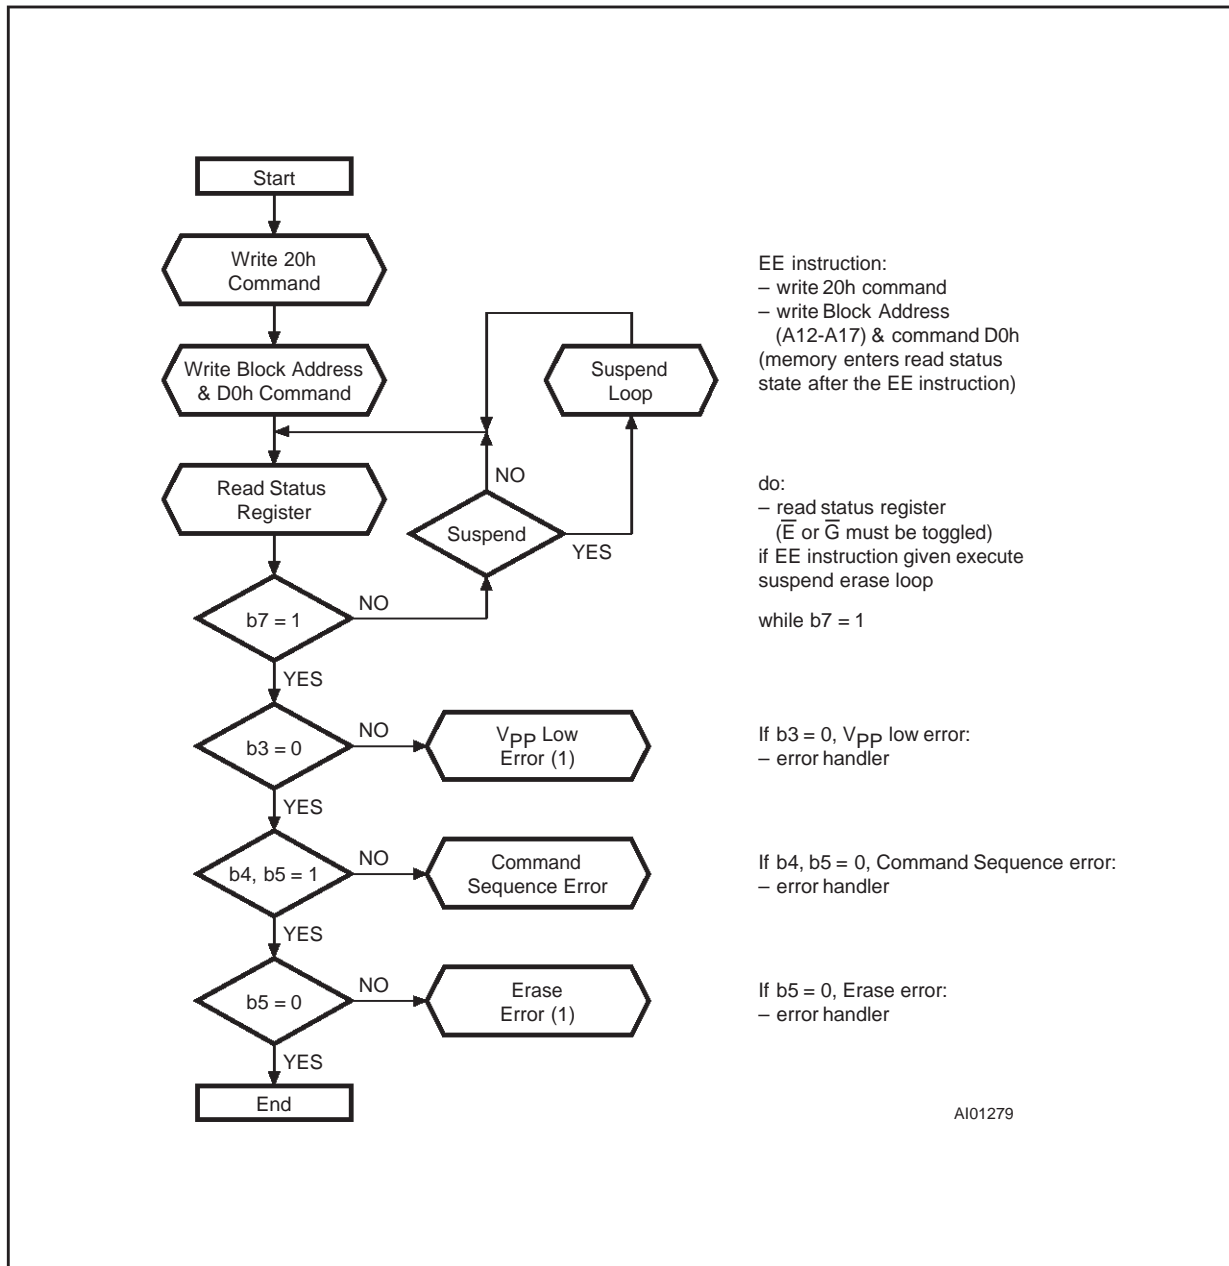 Start
Write 20h
Command
Write Block Address
& D0h Command
Suspend
Loop
NO
Read Status
Register
Suspend
YES
b7 = 1
NO
YES
b3 = 0
NO
VPP Low
Error (1)
YES
b4, b5 = 1
NO
Command
Sequence Error
YES
b5 = 0
NO
Erase
Error (1)
YES
End
EE instruction:
– write 20h command
– write Block Address
(A12-A17) & command D0h
(memory enters read status
state after the EE instruction)
do:
– read status register
(E̅ or G̅ must be toggled)
if EE instruction given execute
suspend erase loop
while b7 = 1
If b3 = 0, VPP low error:
– error handler
If b4, b5 = 0, Command Sequence error:
– error handler
If b5 = 0, Erase error:
– error handler
AI01279